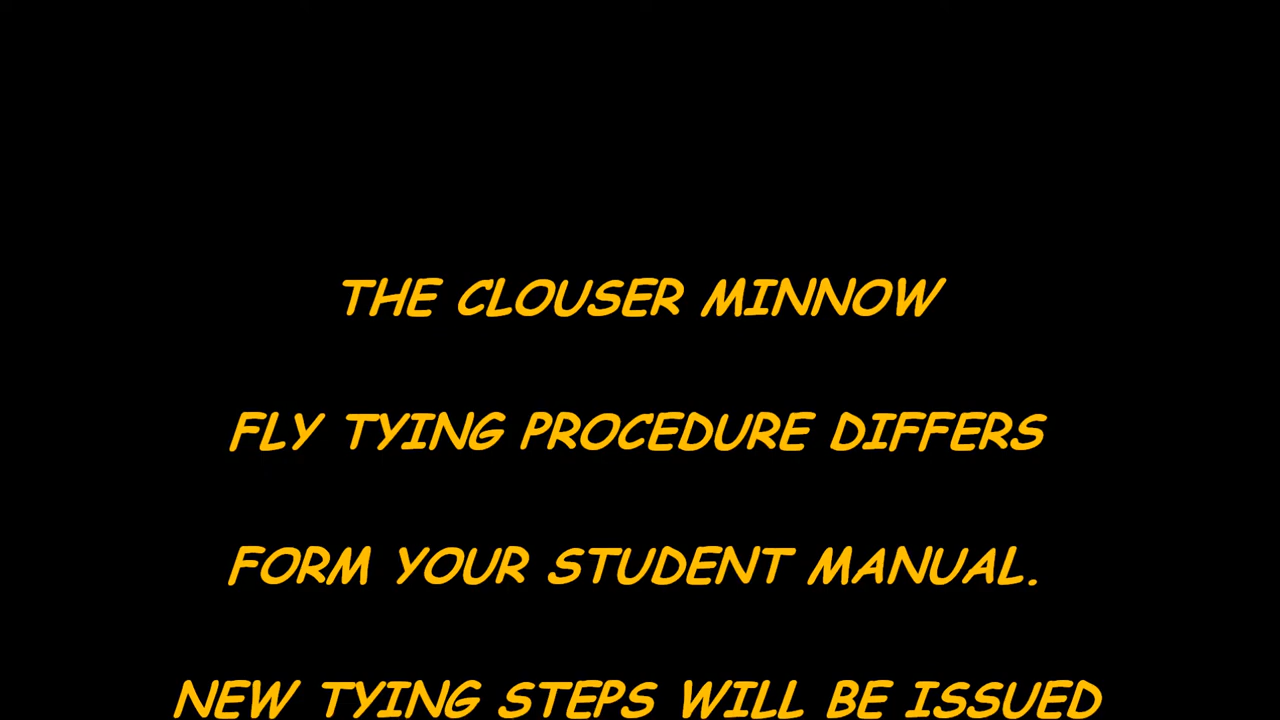 THE CLOUSER MINNOW
FLY TYING PROCEDURE DIFFERS
FORM YOUR STUDENT MANUAL.
NEW TYING STEPS WILL BE ISSUED